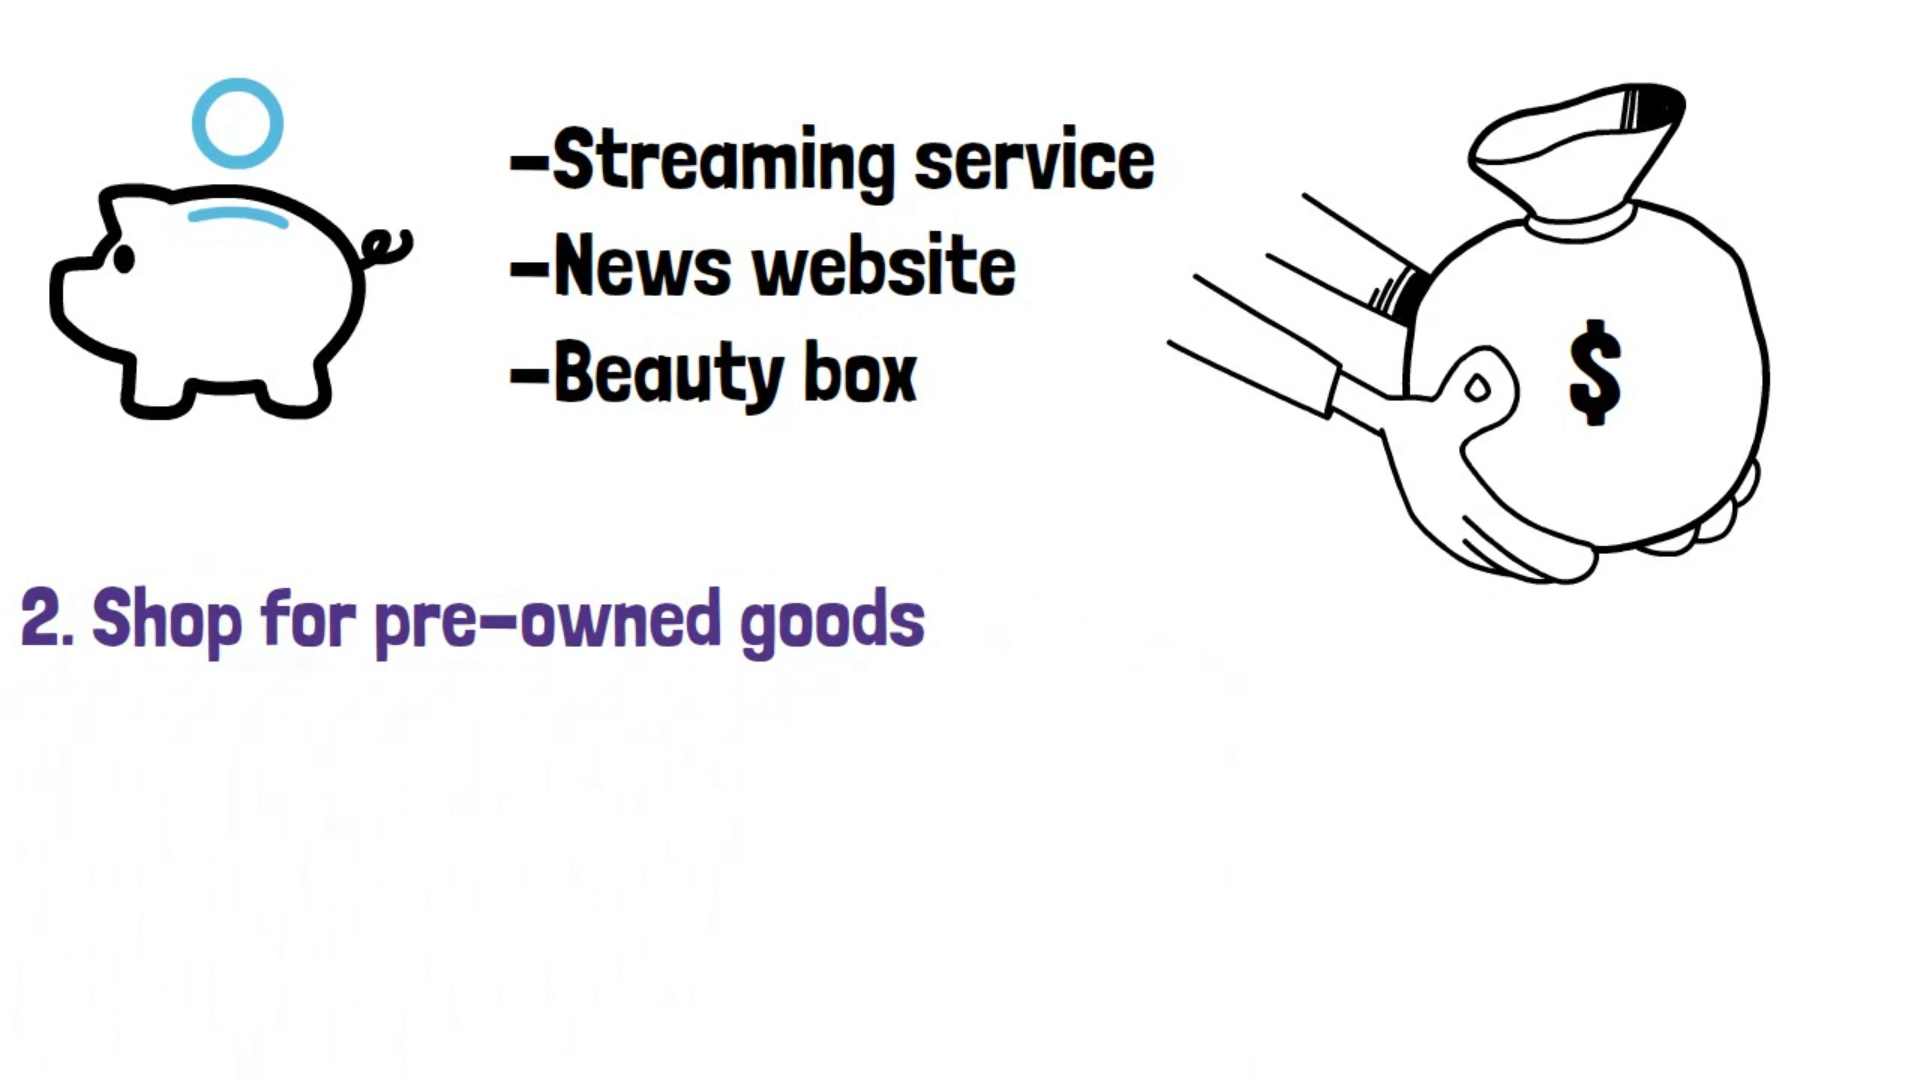 -Streaming service
-News website
-Beauty box
$
2. Shop for pre-owned goods